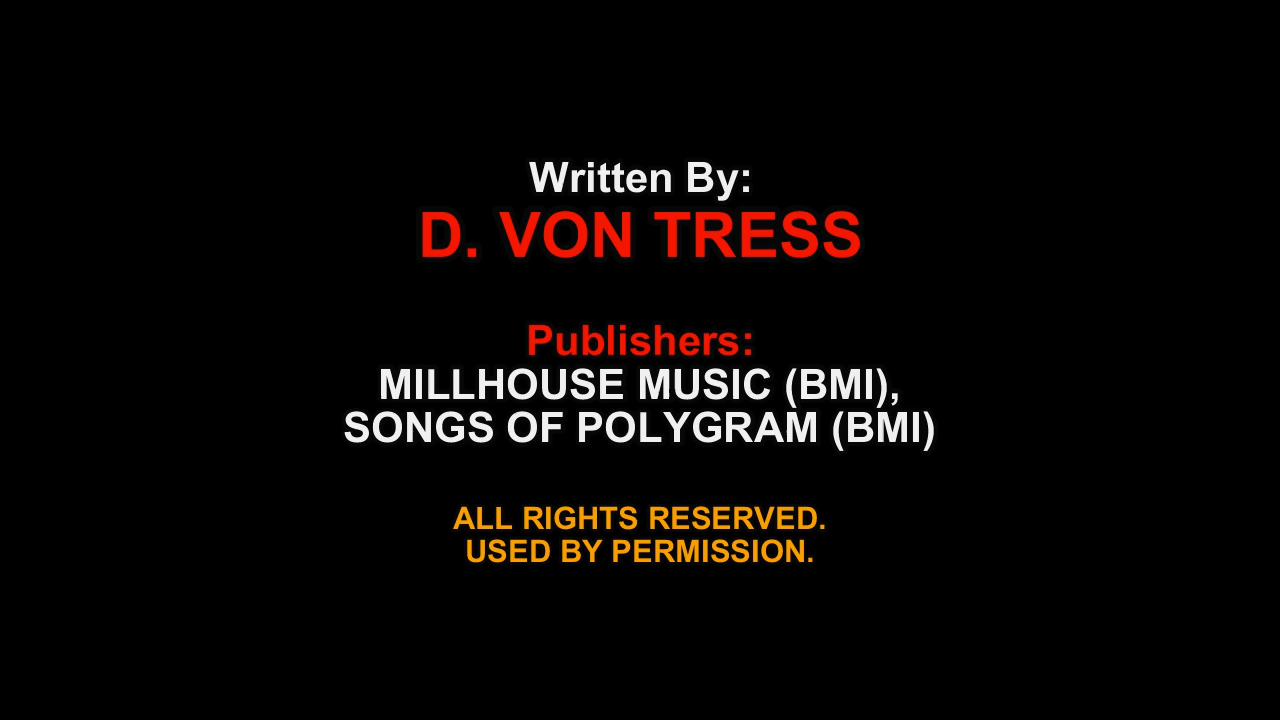 Written By:
D. VON TRESS
Publishers:
MILLHOUSE MUSIC (BMI),
SONGS OF POLYGRAM (BMI)
ALL RIGHTS RESERVED.
USED BY PERMISSION.